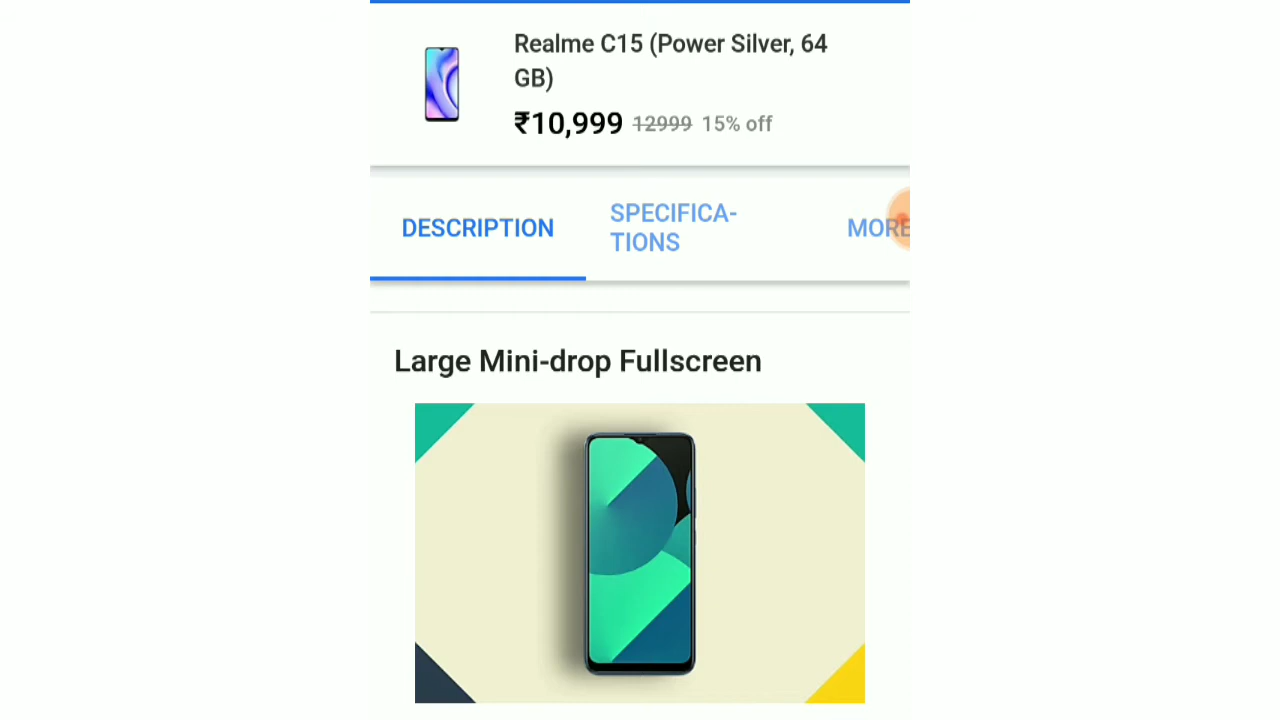 Realme C15 (Power Silver, 64
GB)
₹10,999 12999 15% off
DESCRIPTION
SPECIFICA-
TIONS
MORE
Large Mini-drop Fullscreen